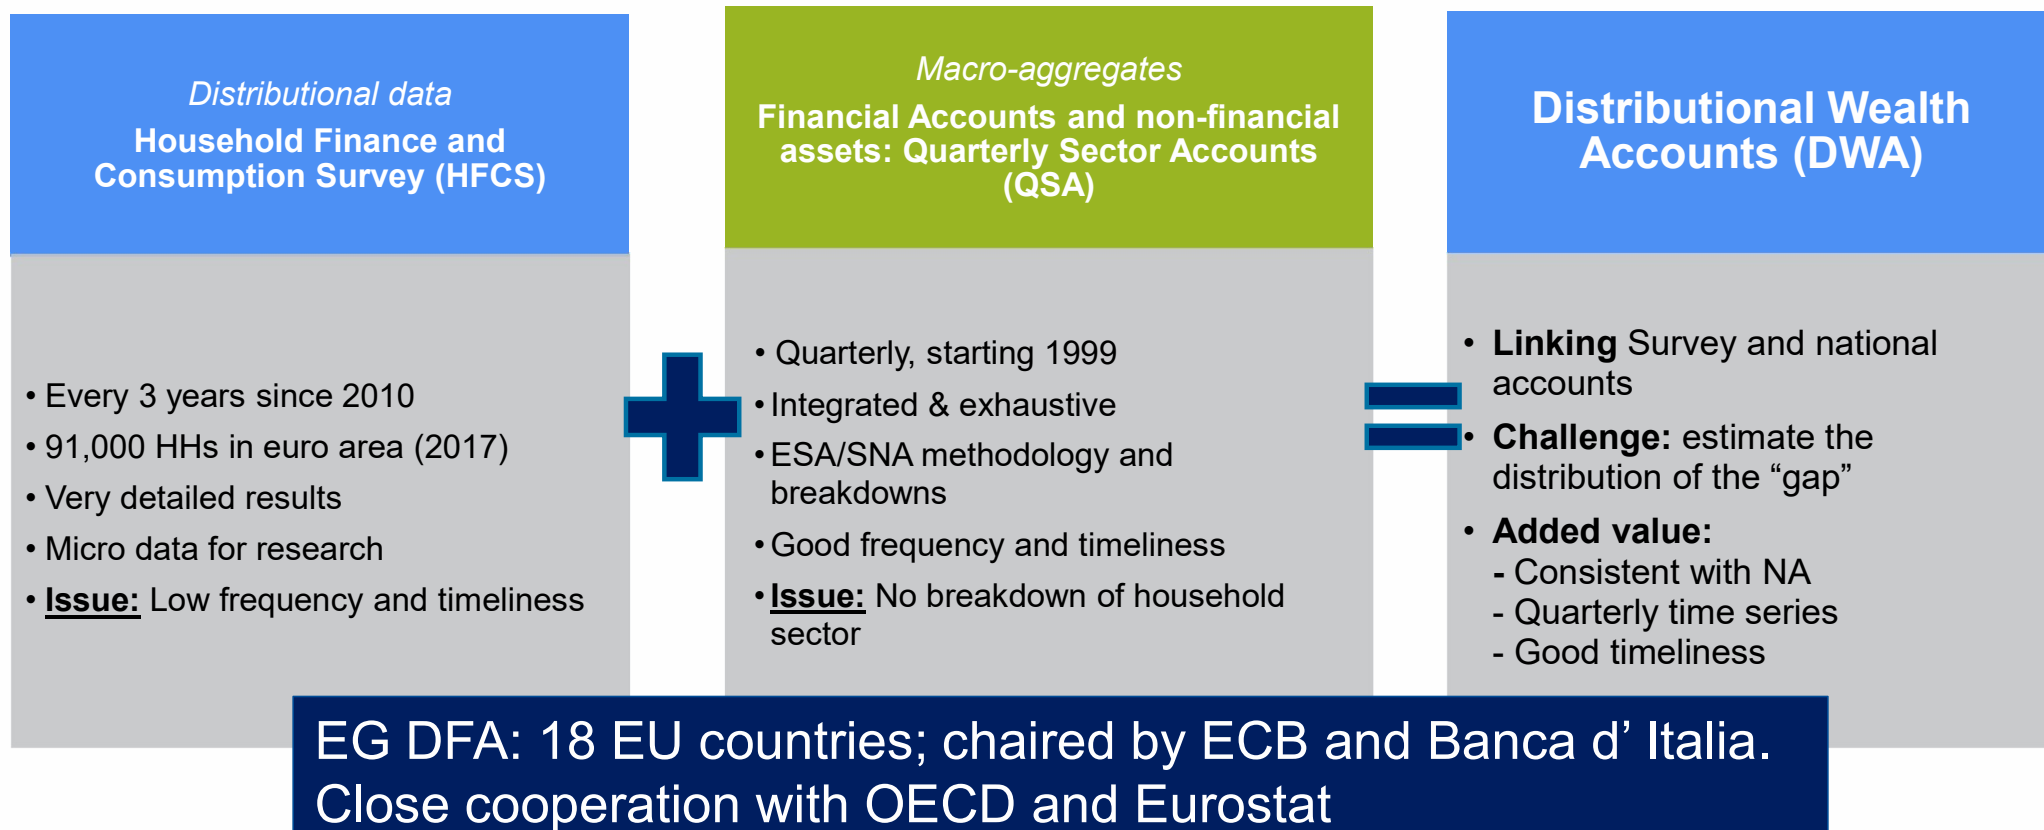 Distributional data
Household Finance and
Consumption Survey (HFCS)
• Every 3 years since 2010
• 91,000 HHs in euro area (2017)
• Very detailed results
• Micro data for research
• Issue: Low frequency and timeliness
Macro-aggregates
Financial Accounts and non-financial
assets: Quarterly Sector Accounts
(QSA)
• Quarterly, starting 1999
• Integrated & exhaustive
• ESA/SNA methodology and
breakdowns
• Good frequency and timeliness
• Issue: No breakdown of household
sector
Distributional Wealth
Accounts (DWA)
• Linking Survey and national
accounts
• Challenge: estimate the
distribution of the “gap”
• Added value:
- Consistent with NA
- Quarterly time series
- Good timeliness
EG DFA: 18 EU countries; chaired by ECB and Banca d’ Italia.
Close cooperation with OECD and Eurostat